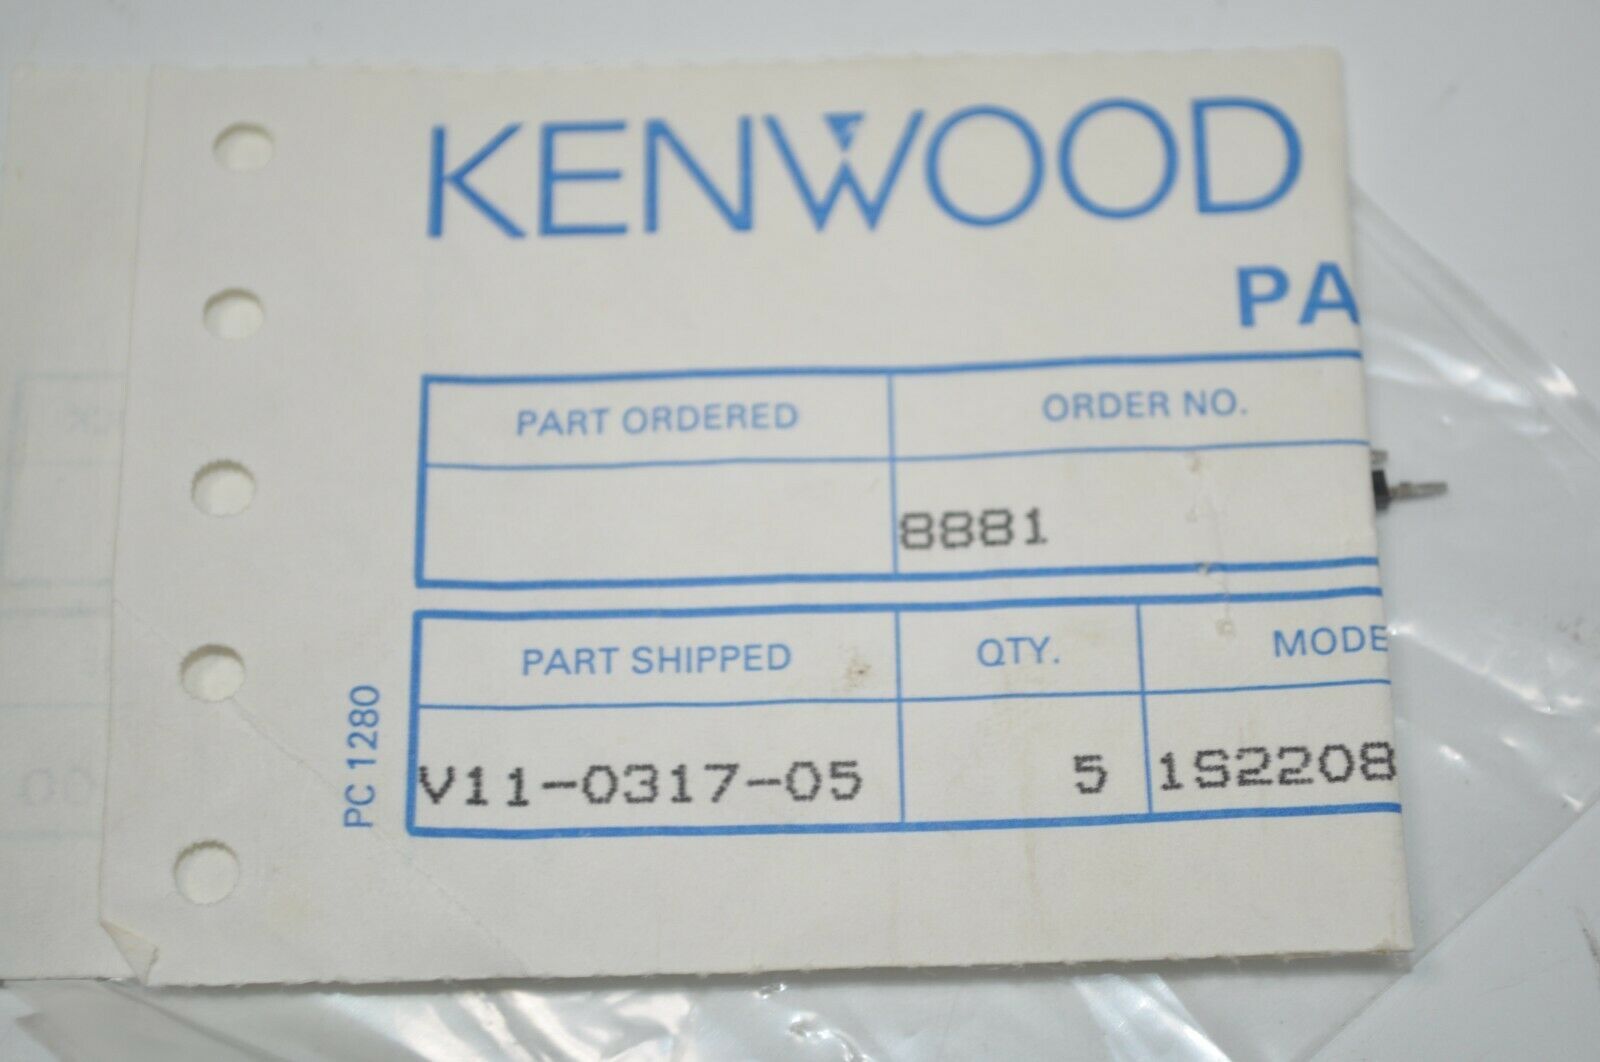 KENWOOD
PA
PART ORDERED ORDER NO.
8881
PART SHIPPED QTY. MODE
V11-0317-05 5 1S2208
PC 1280